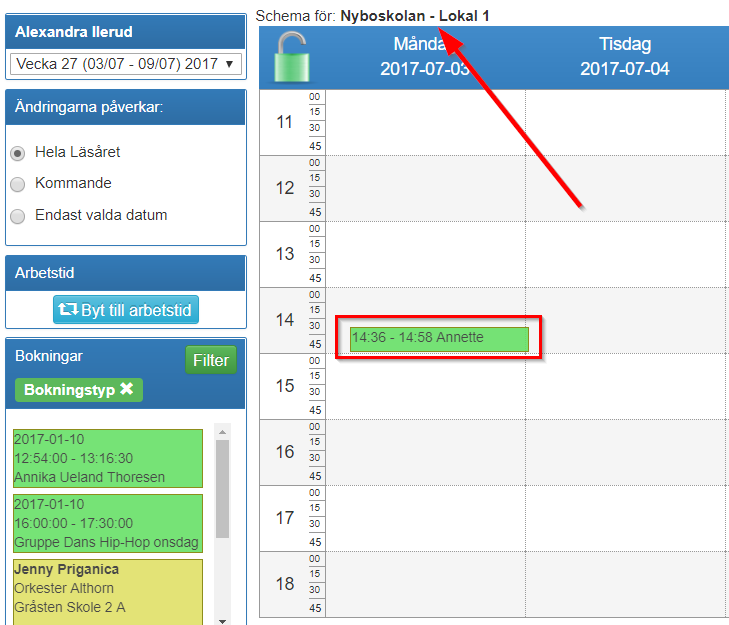 Alexandra Ilerud
Vecka 27 (03/07 - 09/07) 2017
Ändringarna påverkar:
Hela Läsåret
Kommande
Endast valda datum
Arbetstid
Byt till arbetstid
Bokningar
Filter
Bokningstyp
2017-01-10
12:54:00 - 13:16:30
Annika Ueland Thoresen
2017-01-10
16:00:00 - 17:30:00
Gruppe Dans Hip-Hop onsdag
Jenny Priganica
Orkester Althorn
Gråsten Skole 2 A
Schema för: Nyboskolan - Lokal 1
Måndag
2017-07-03
Tisdag
2017-07-04
11
00
15
30
45
12
00
15
30
45
13
00
15
30
45
14
00
15
30
45
14:36 - 14:58 Annette
15
00
15
30
45
16
00
15
30
45
17
00
15
30
45
18
00
15
30
45